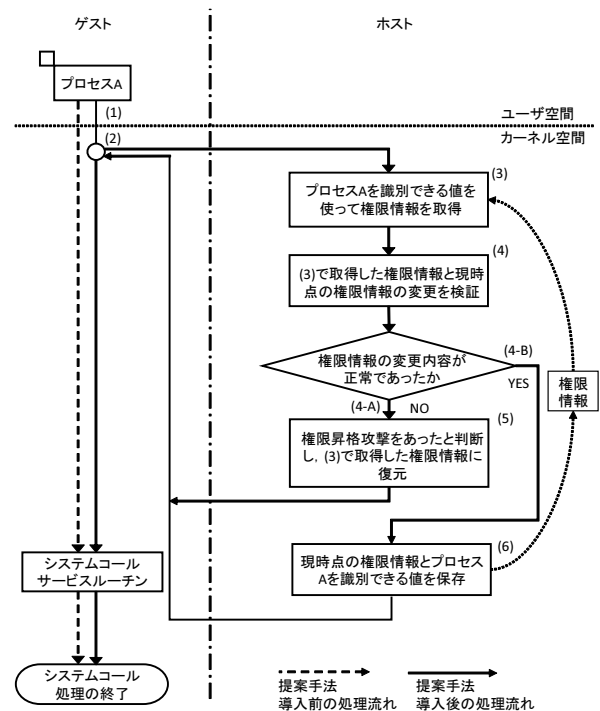 ゲスト
ホスト
プロセスA
(1)
ユーザ空間
カーネル空間
(2)
(3)
プロセスAを識別できる値を
使って権限情報を取得
(4)
(3)で取得した権限情報と現時
点の権限情報の変更を検証
権限情報の変更内容が
正常であったか
(4-B)
YES
(4-A)
NO
権限
情報
(5)
権限昇格攻撃をあったと判断
し, (3)で取得した権限情報に
復元
(6)
現時点の権限情報とプロセス
Aを識別できる値を保存
システムコール
サービスルーチン
システムコール
処理の終了
提案手法
導入前の処理流れ
提案手法
導入後の処理流れ